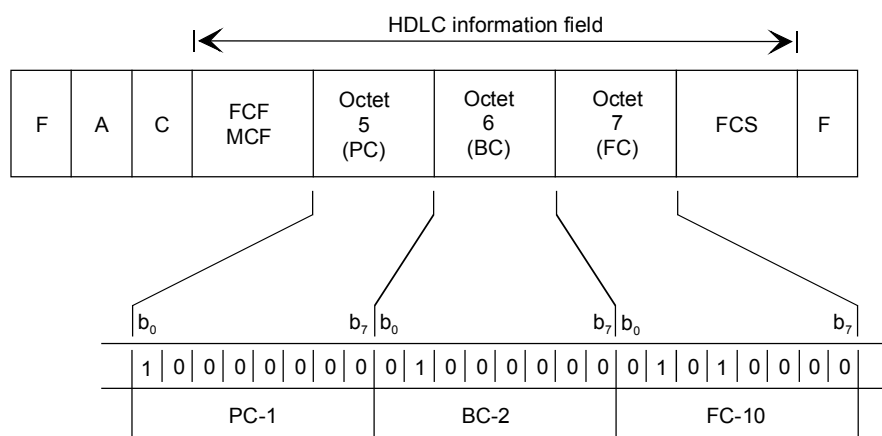 HDLC information field
F A C FCF MCF Octet 5 (PC) Octet 6 (BC) Octet 7 (FC) FCS F
b₀ b₇ b₀ b₇ b₀ b₇
1 0 0 0 0 0 0 0 0 1 0 0 0 0 0 0 0 1 0 1 0 0 0 0
PC-1 BC-2 FC-10